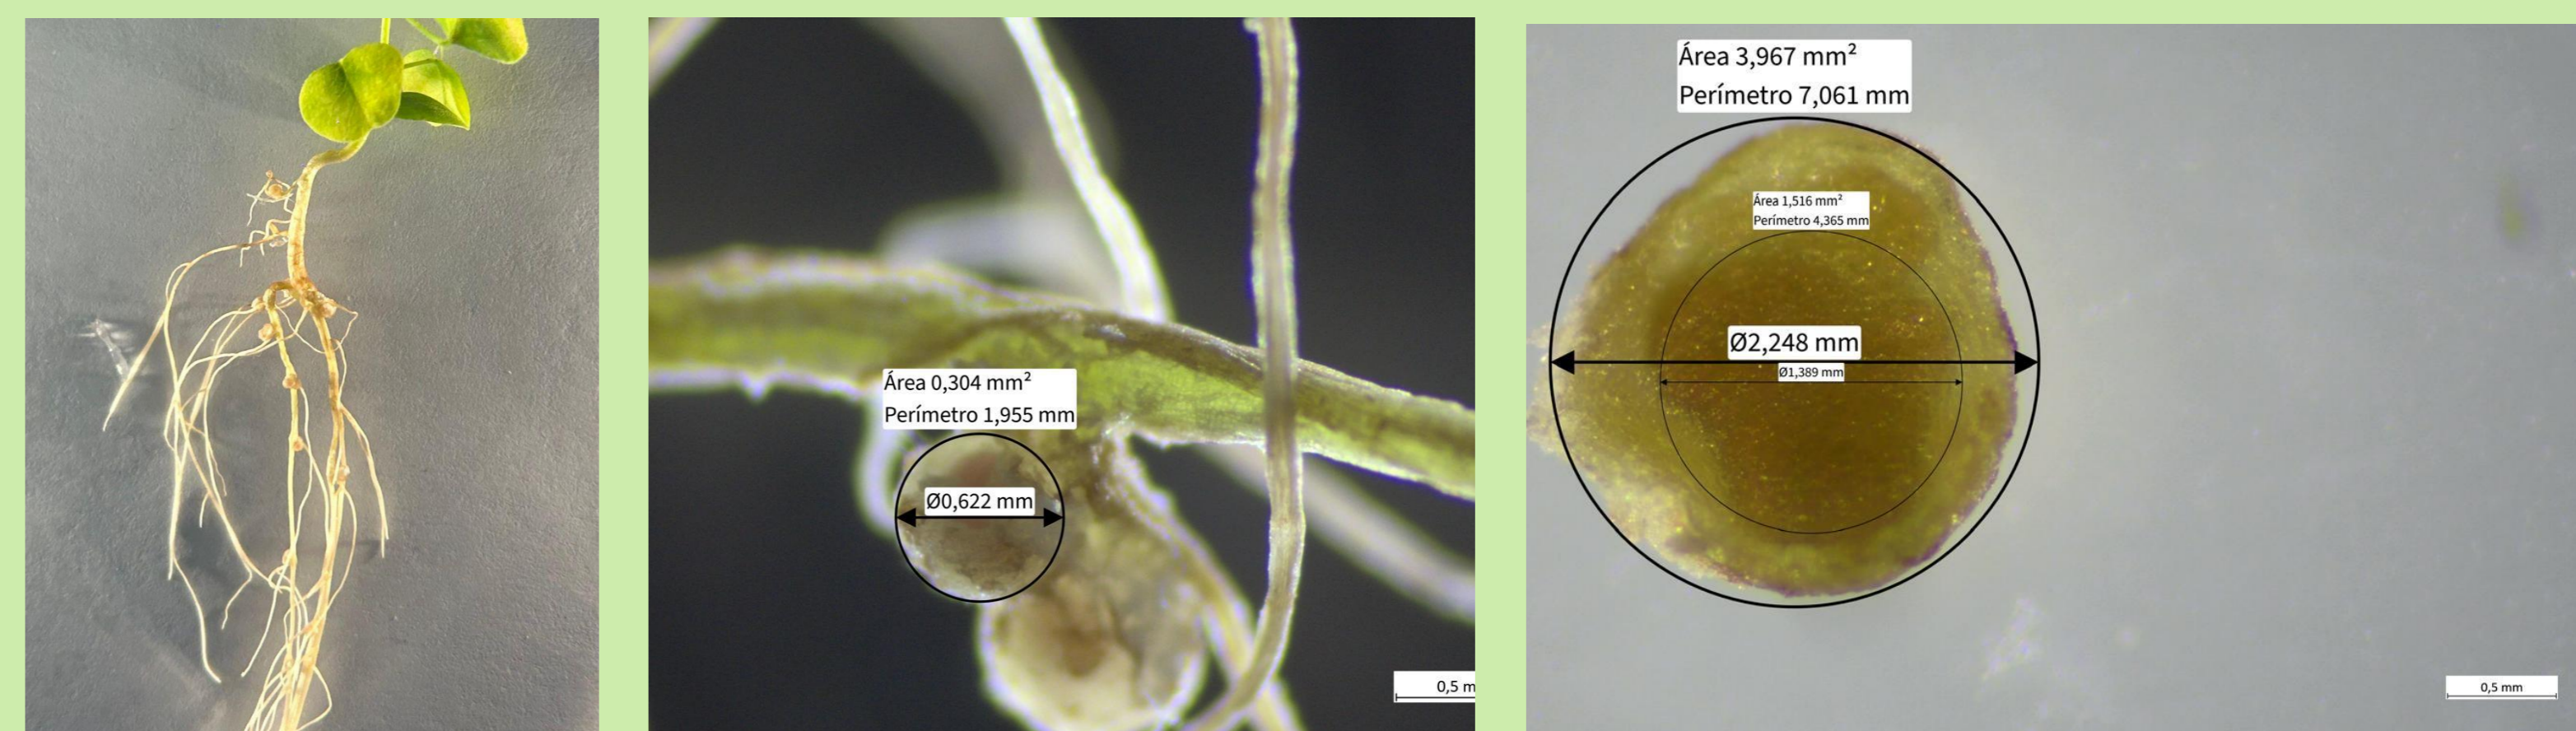 Área 0,304 mm²
Perímetro 1,955 mm
Ø0,622 mm
0,5 m
Área 3,967 mm²
Perímetro 7,061 mm
Área 1,516 mm²
Perímetro 4,365 mm
Ø2,248 mm
Ø1,389 mm
0,5 mm